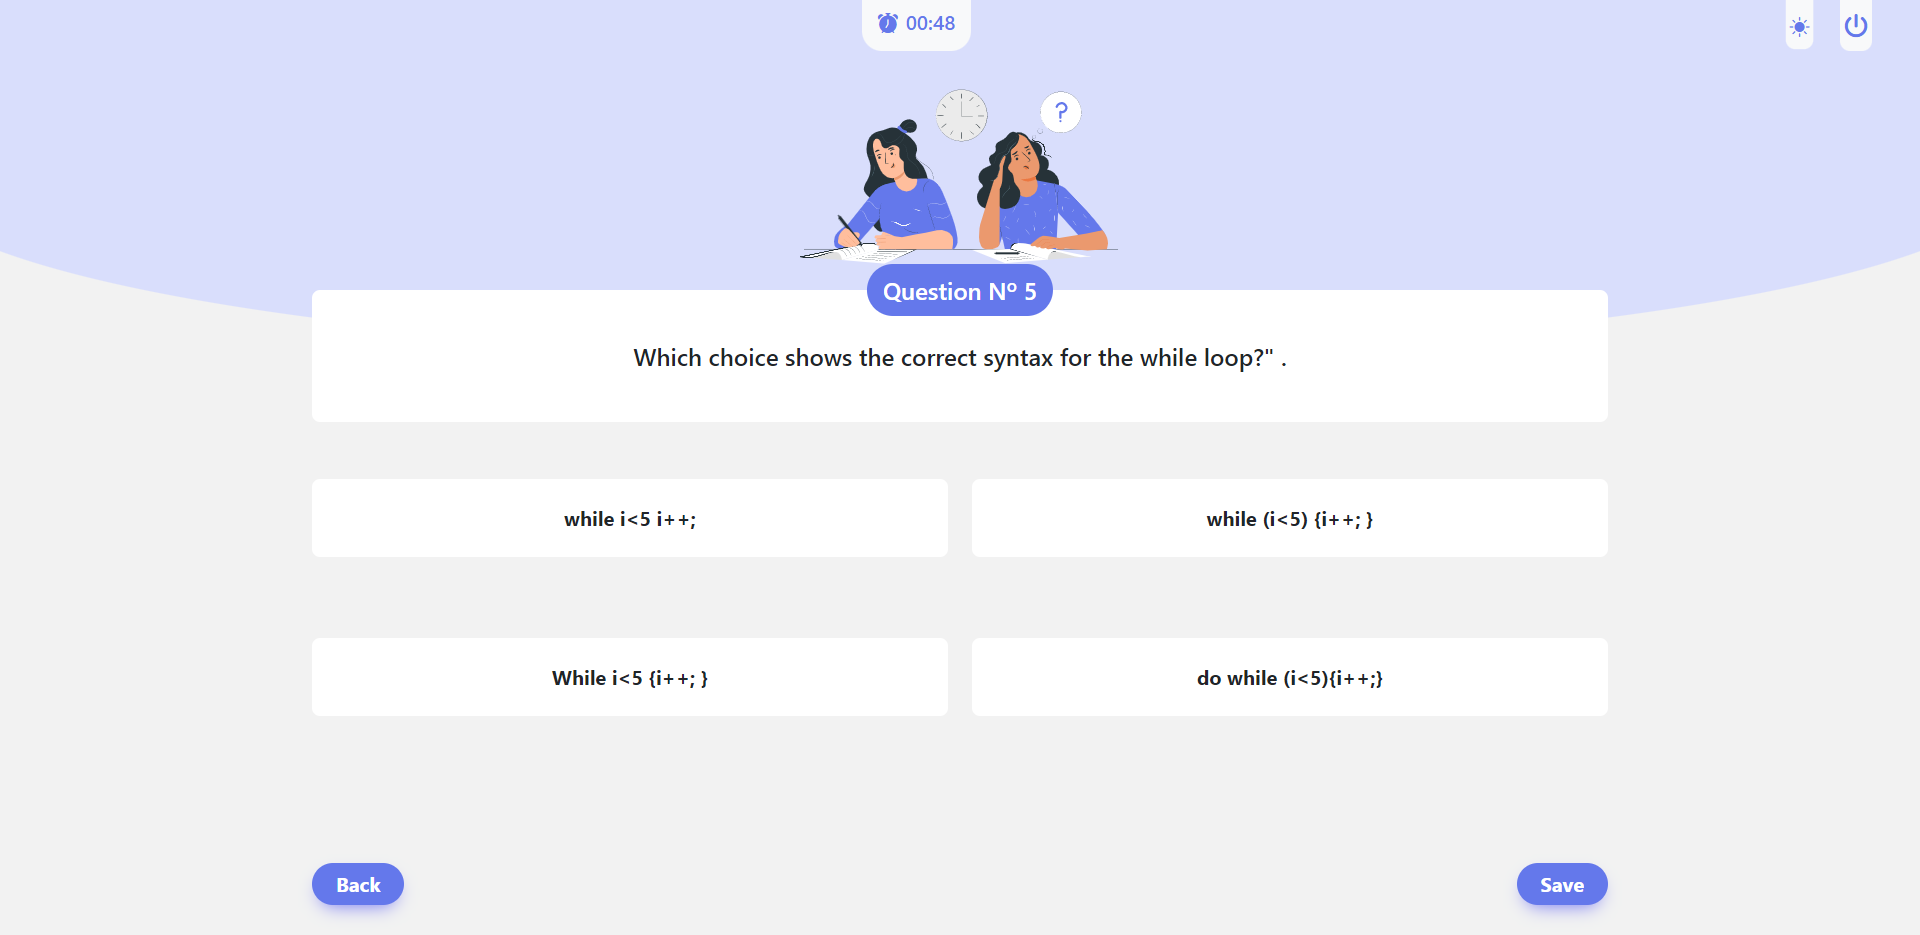 00:48
?
Question Nº 5
Which choice shows the correct syntax for the while loop?" .
while i<5 i++;
while (i<5) {i++; }
While i<5 {i++; }
do while (i<5){i++;}
Back
Save